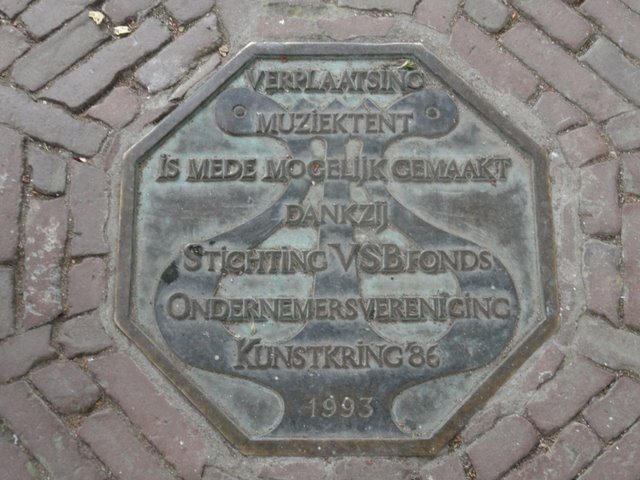 VERPLAATSING
MUZIEKTENT
IS MEDE MOGELIJK GEMAAKT
DANKZIJ
STICHTING VSBFONDS
ONDERNEMERSVERENIGING
KUNSTKRING '86
1993